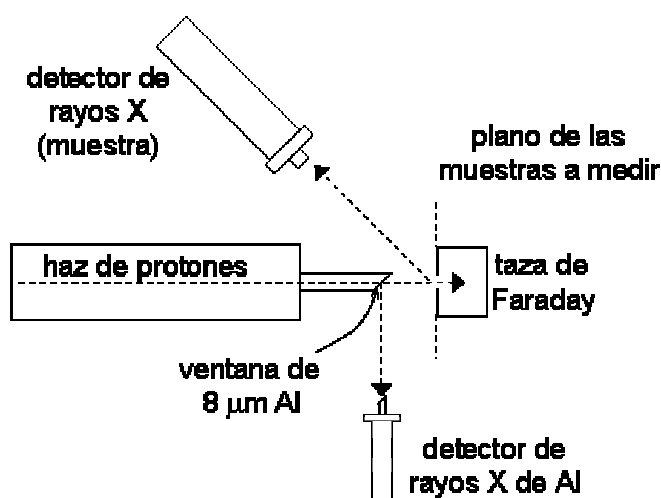 detector de
rayos X
(muestra)
plano de las
muestras a medir
haz de protones
taza de
Faraday
ventana de
8 μm Al
detector de
rayos X de Al